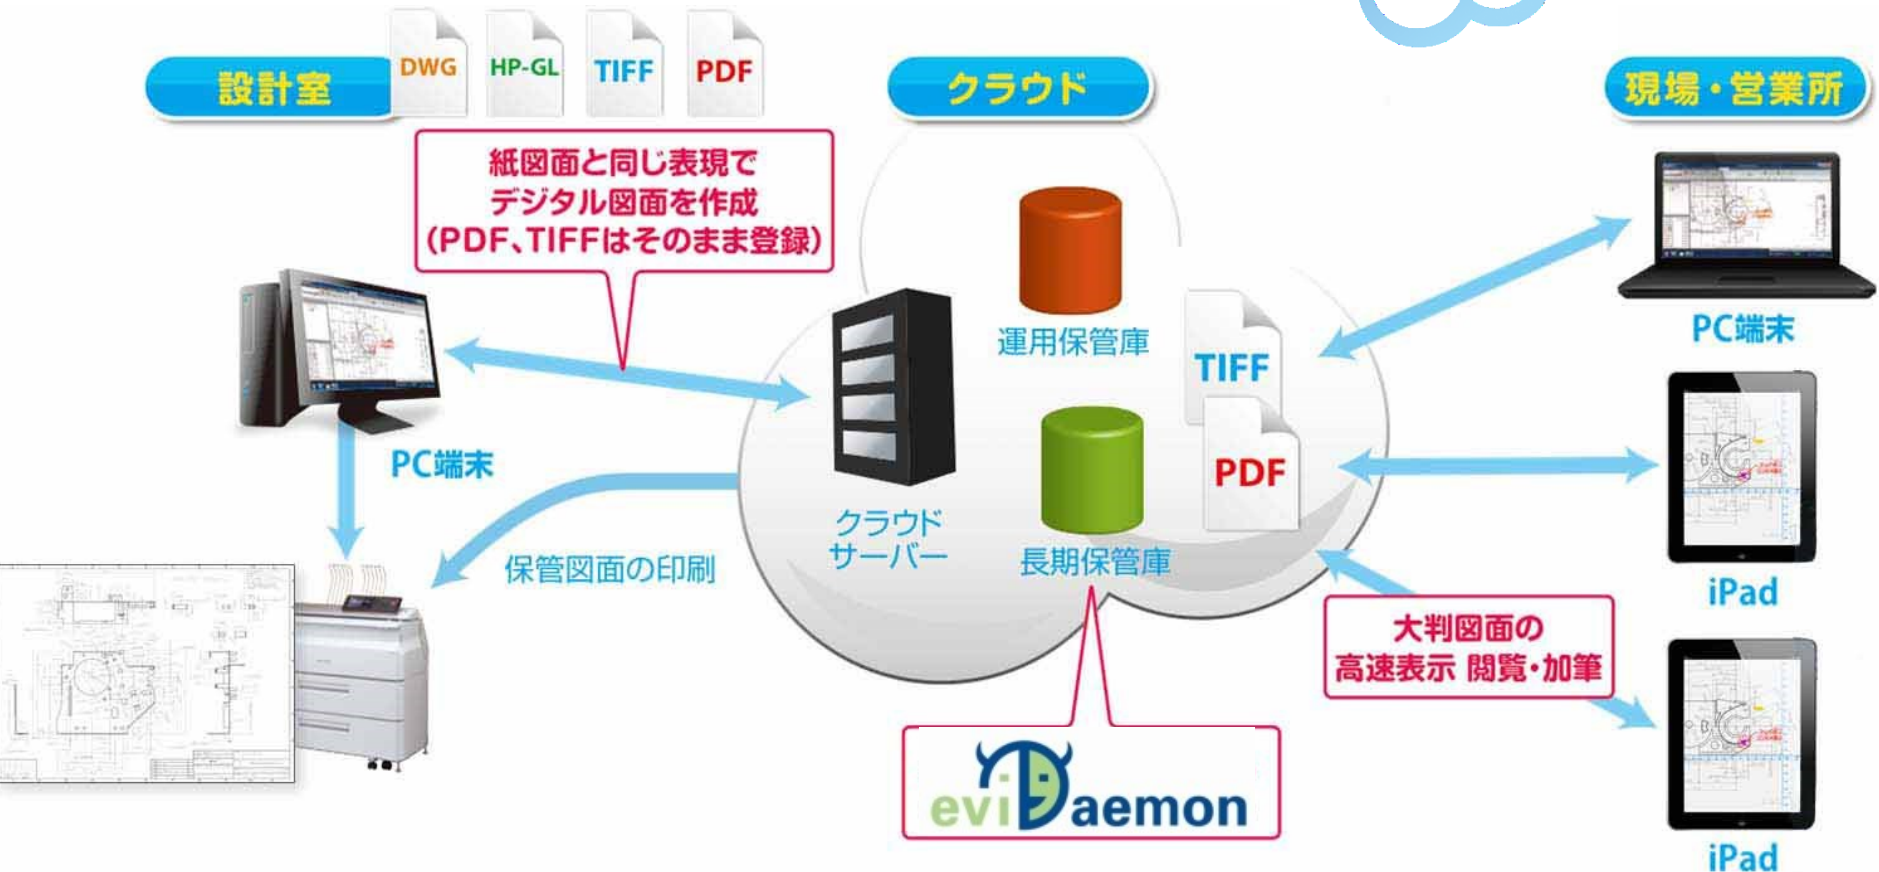 設計室
DWG
HP-GL
TIFF
PDF
紙図面と同じ表現で
デジタル図面を作成
(PDF、TIFFはそのまま登録)
PC端末
保管図面の印刷
クラウド
運用保管庫
クラウド
サーバー
長期保管庫
TIFF
PDF
eviDaemon
現場・営業所
PC端末
iPad
大判図面の
高速表示 閲覧・加筆
iPad